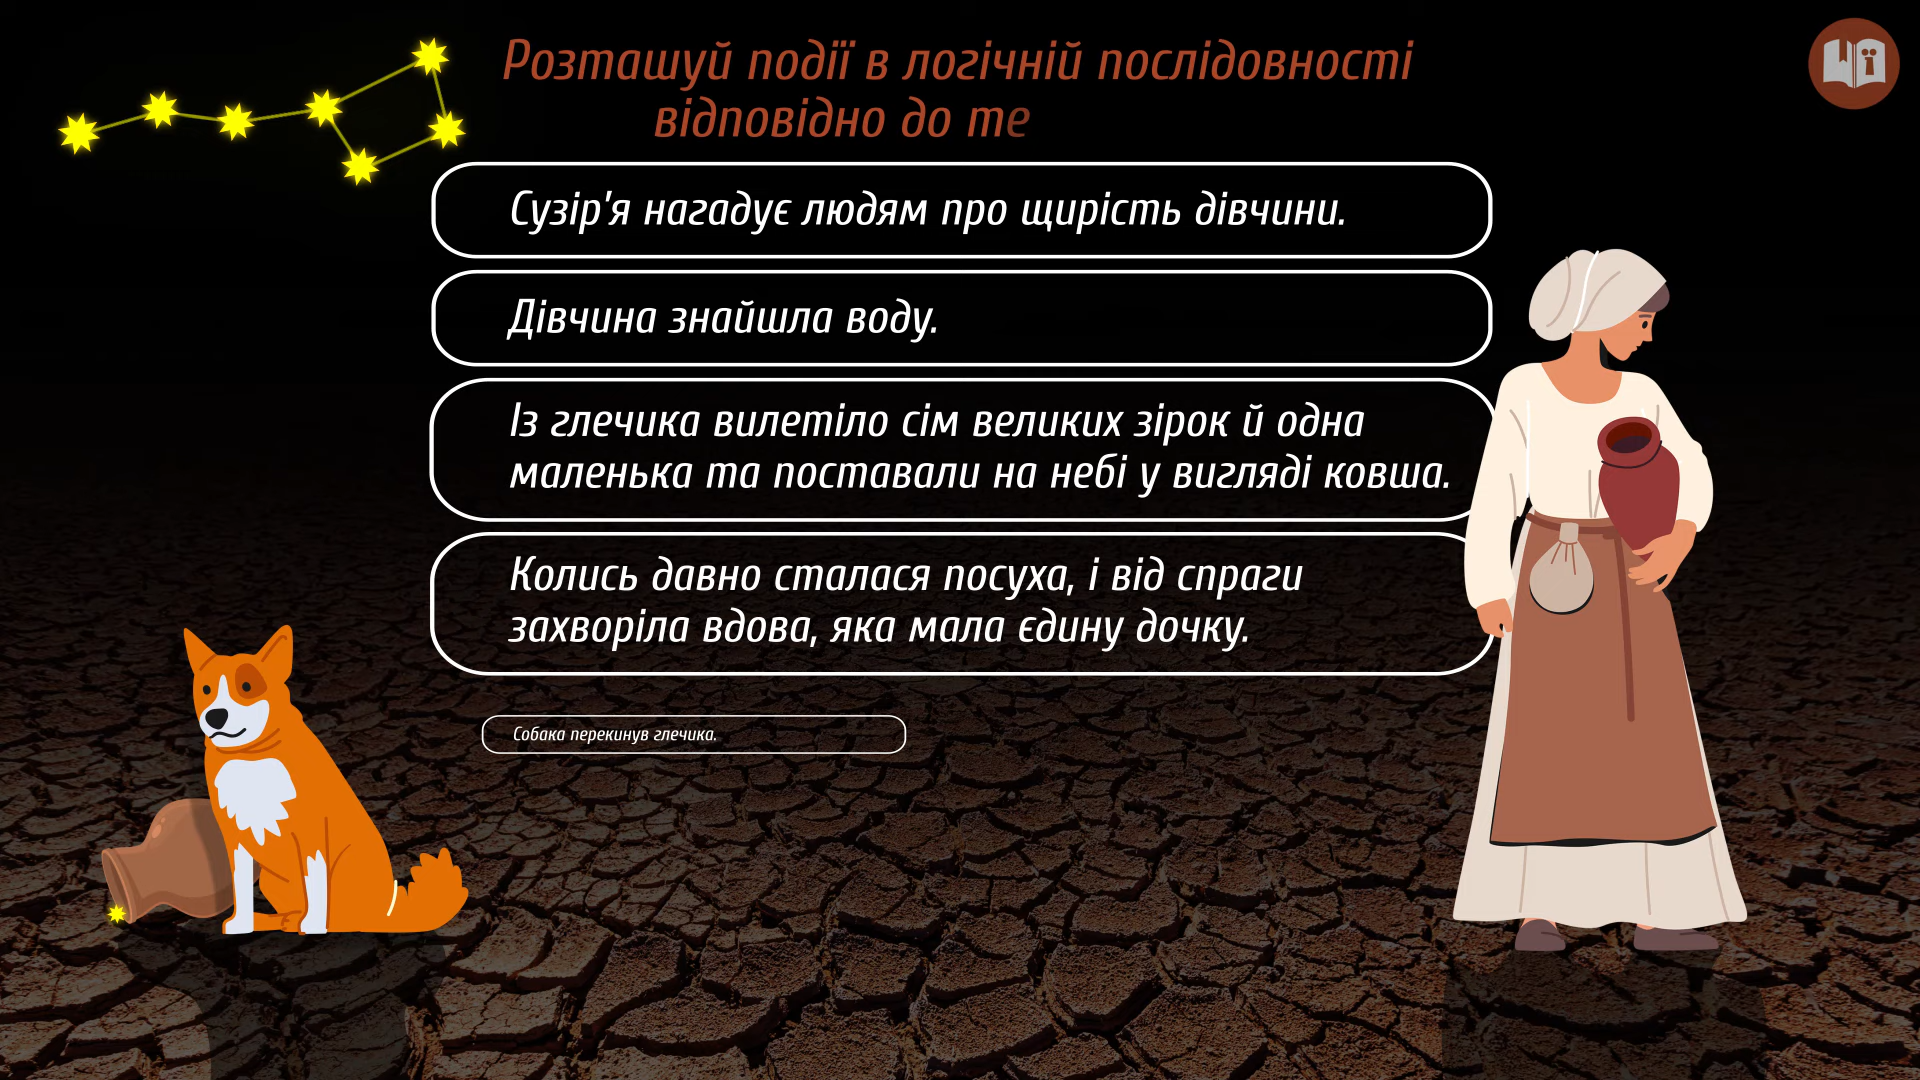 Розташуй події в логічній послідовності
відповідно до те
Сузір'я нагадує людям про щирість дівчини.
Дівчина знайшла воду.
Із глечика вилетіло сім великих зірок й одна
маленька та поставали на небі у вигляді ковша.
Колись давно сталася посуха, і від спраги
захворіла вдова, яка мала єдину дочку.
Собака перекинув глечика.